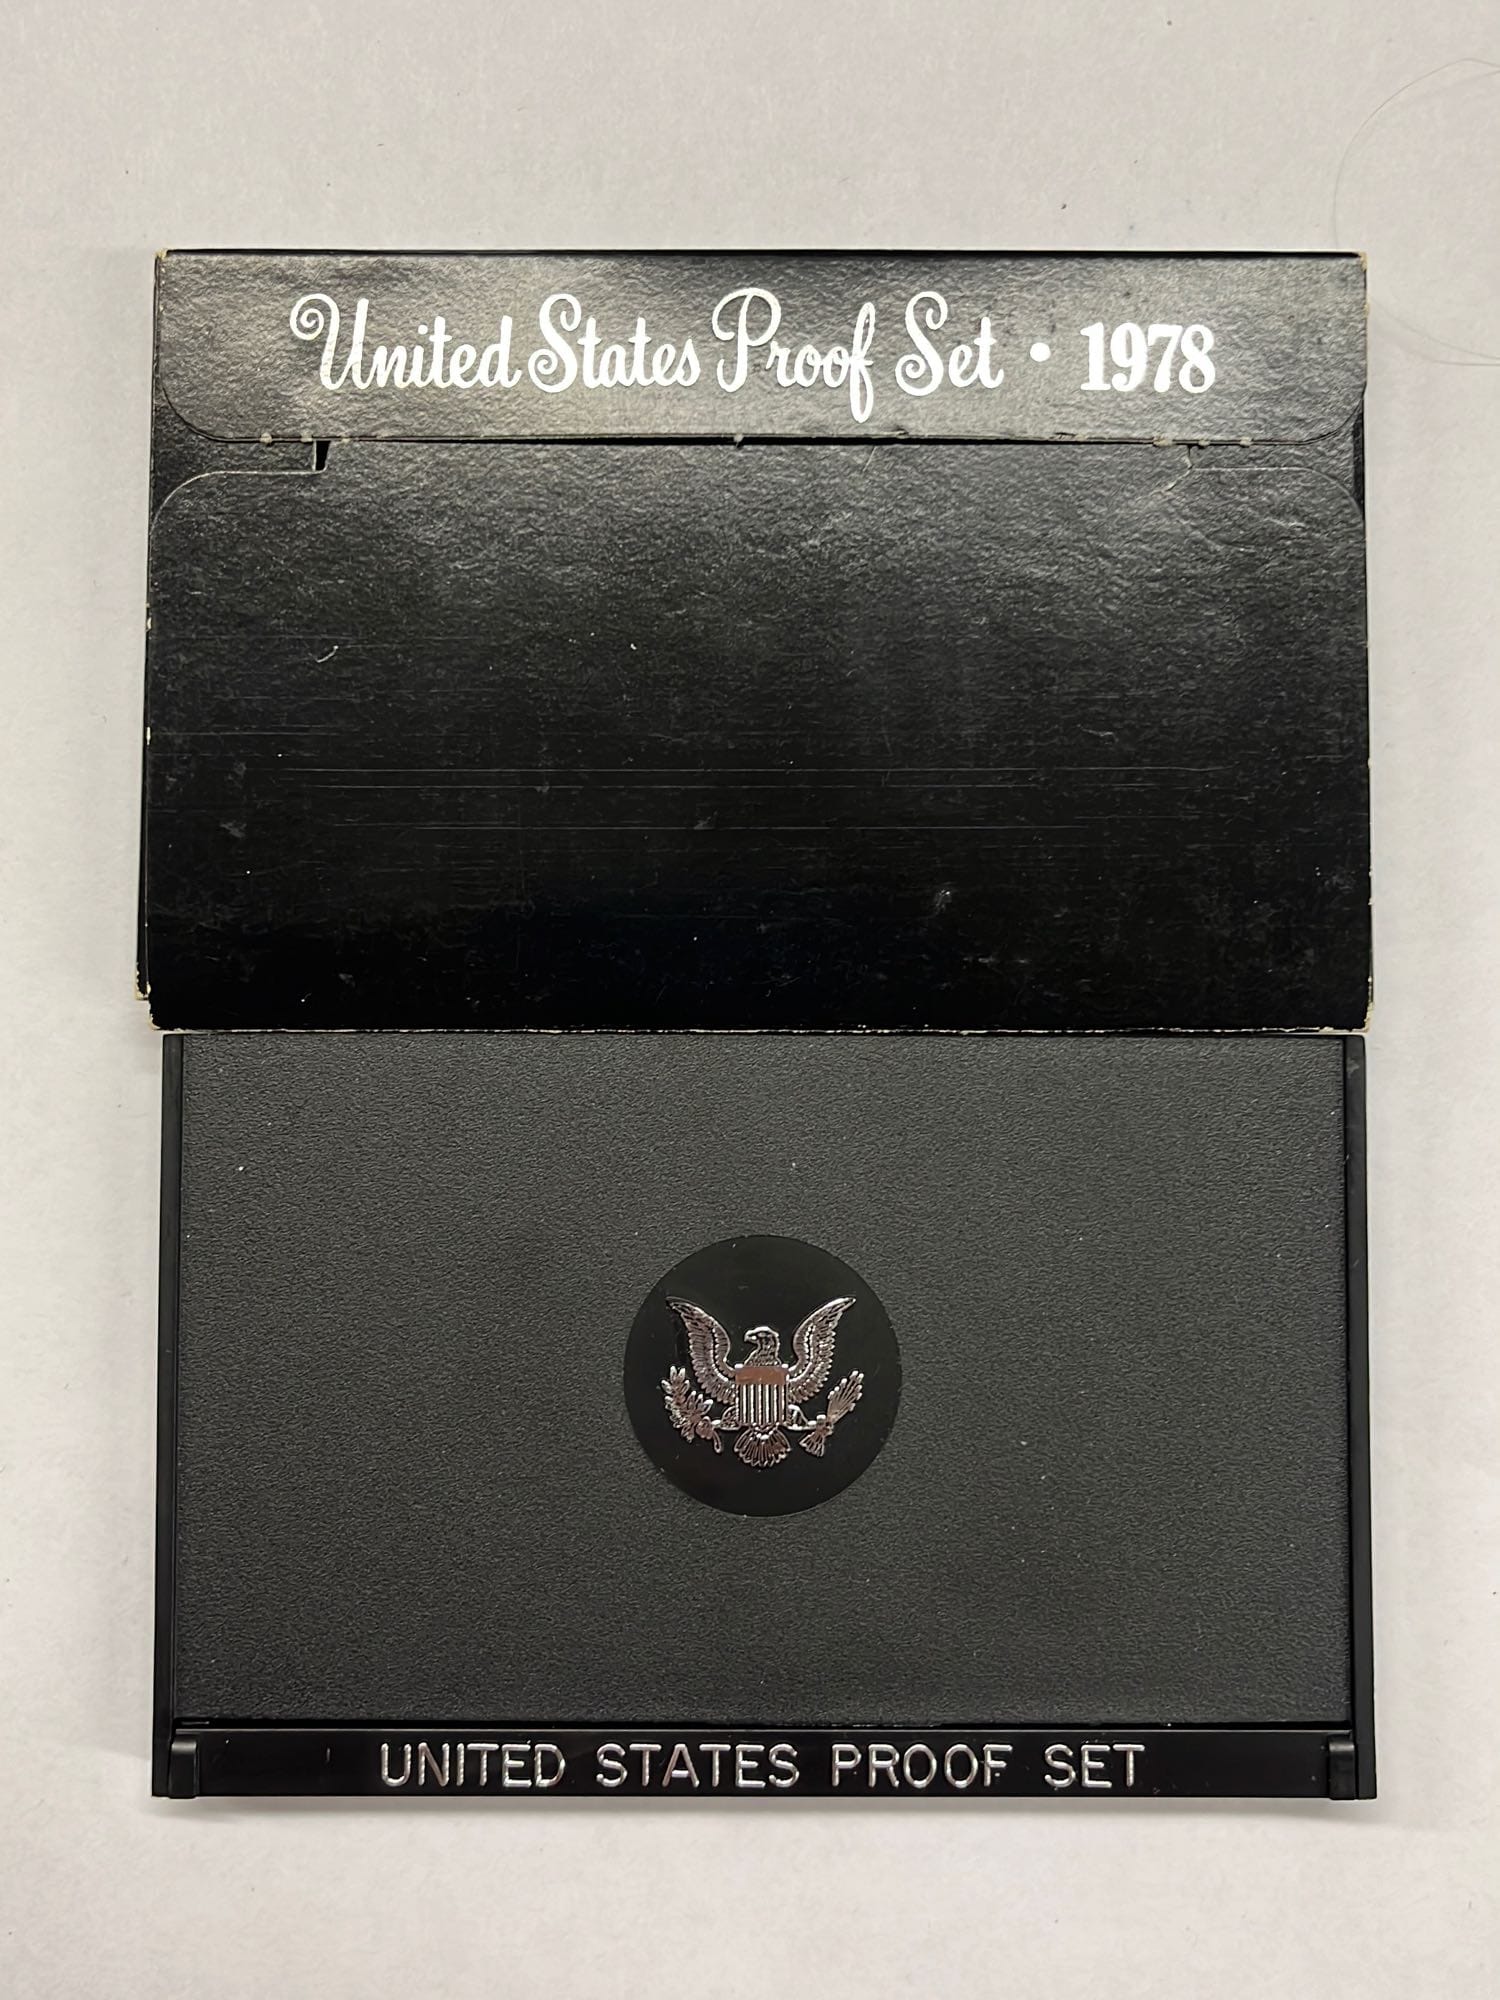 United States Proof Set • 1978
UNITED STATES PROOF SET